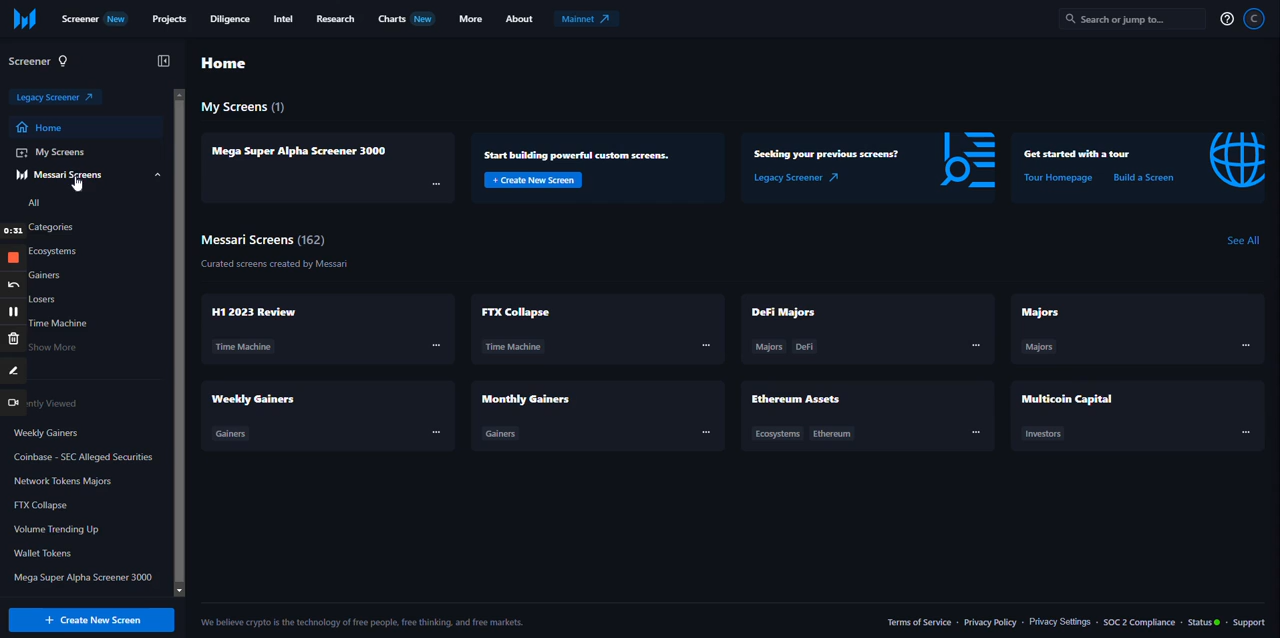 Screener New Projects Diligence Intel Research Charts New More About Mainnet Search or jump to... C
Screener
Legacy Screener
Home
My Screens
Messari Screens
All
Categories
Ecosystems
Gainers
Losers
Time Machine
Show More
0:31
ently Viewed
Weekly Gainers
Coinbase - SEC Alleged Securities
Network Tokens Majors
FTX Collapse
Volume Trending Up
Wallet Tokens
Mega Super Alpha Screener 3000
+ Create New Screen
Home
My Screens (1)
Mega Super Alpha Screener 3000
...
Start building powerful custom screens.
+ Create New Screen
Seeking your previous screens?
Legacy Screener
Get started with a tour
Tour Homepage Build a Screen
Messari Screens (162) See All
Curated screens created by Messari
H1 2023 Review
Time Machine ...
FTX Collapse
Time Machine ...
DeFi Majors
Majors DeFi ...
Majors
Majors ...
Weekly Gainers
Gainers ...
Monthly Gainers
Gainers ...
Ethereum Assets
Ecosystems Ethereum ...
Multicoin Capital
Investors ...
We believe crypto is the technology of free people, free thinking, and free markets.
Terms of Service · Privacy Policy · Privacy Settings · SOC 2 Compliance · Status · Support